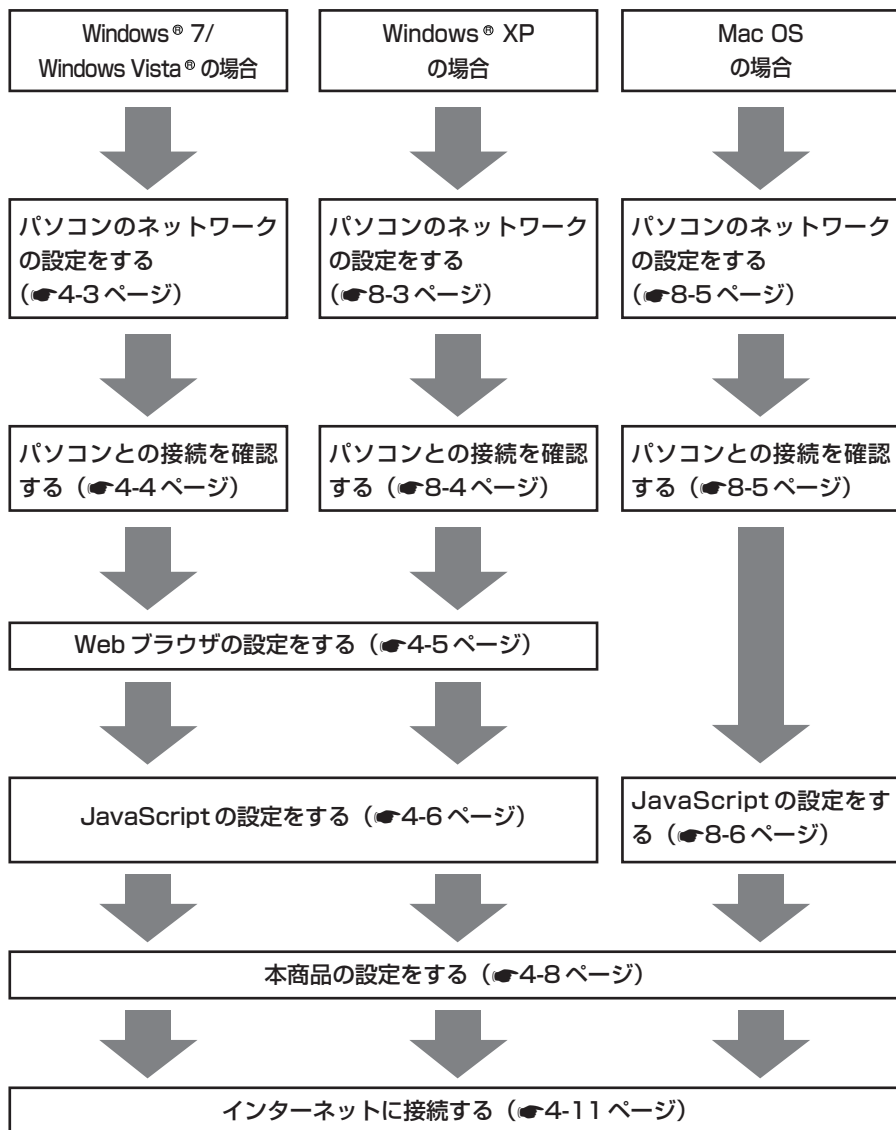 Windows® 7/
Windows Vista® の場合
Windows® XP
の場合
Mac OS
の場合
パソコンのネットワーク
の設定をする
（☛4-3 ページ）
パソコンのネットワーク
の設定をする
（☛8-3 ページ）
パソコンのネットワーク
の設定をする
（☛8-5 ページ）
パソコンとの接続を確認
する（☛4-4 ページ）
パソコンとの接続を確認
する（☛8-4 ページ）
パソコンとの接続を確認
する（☛8-5 ページ）
Web ブラウザの設定をする（☛4-5 ページ）
JavaScript の設定をする（☛4-6 ページ）
JavaScript の設定をす
る（☛8-6 ページ）
本商品の設定をする（☛4-8 ページ）
インターネットに接続する（☛4-11 ページ）